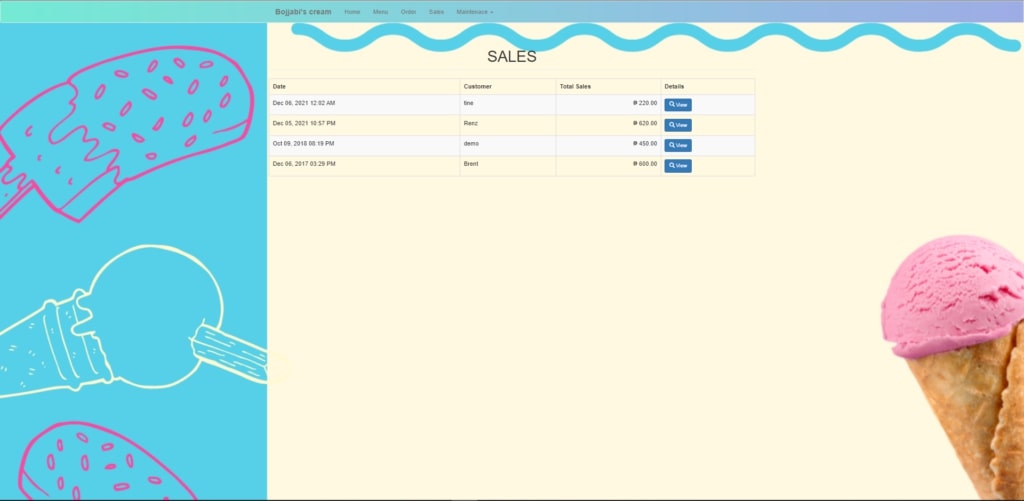 Bojjabi's cream Home Menu Order Sales Maintenace
SALES
Date Customer Total Sales Details
Dec 06, 2021 12:02 AM tine ₱ 220.00 View
Dec 05, 2021 10:57 PM Renz ₱ 620.00 View
Oct 09, 2018 08:19 PM demo ₱ 450.00 View
Dec 06, 2017 03:29 PM Brent ₱ 600.00 View